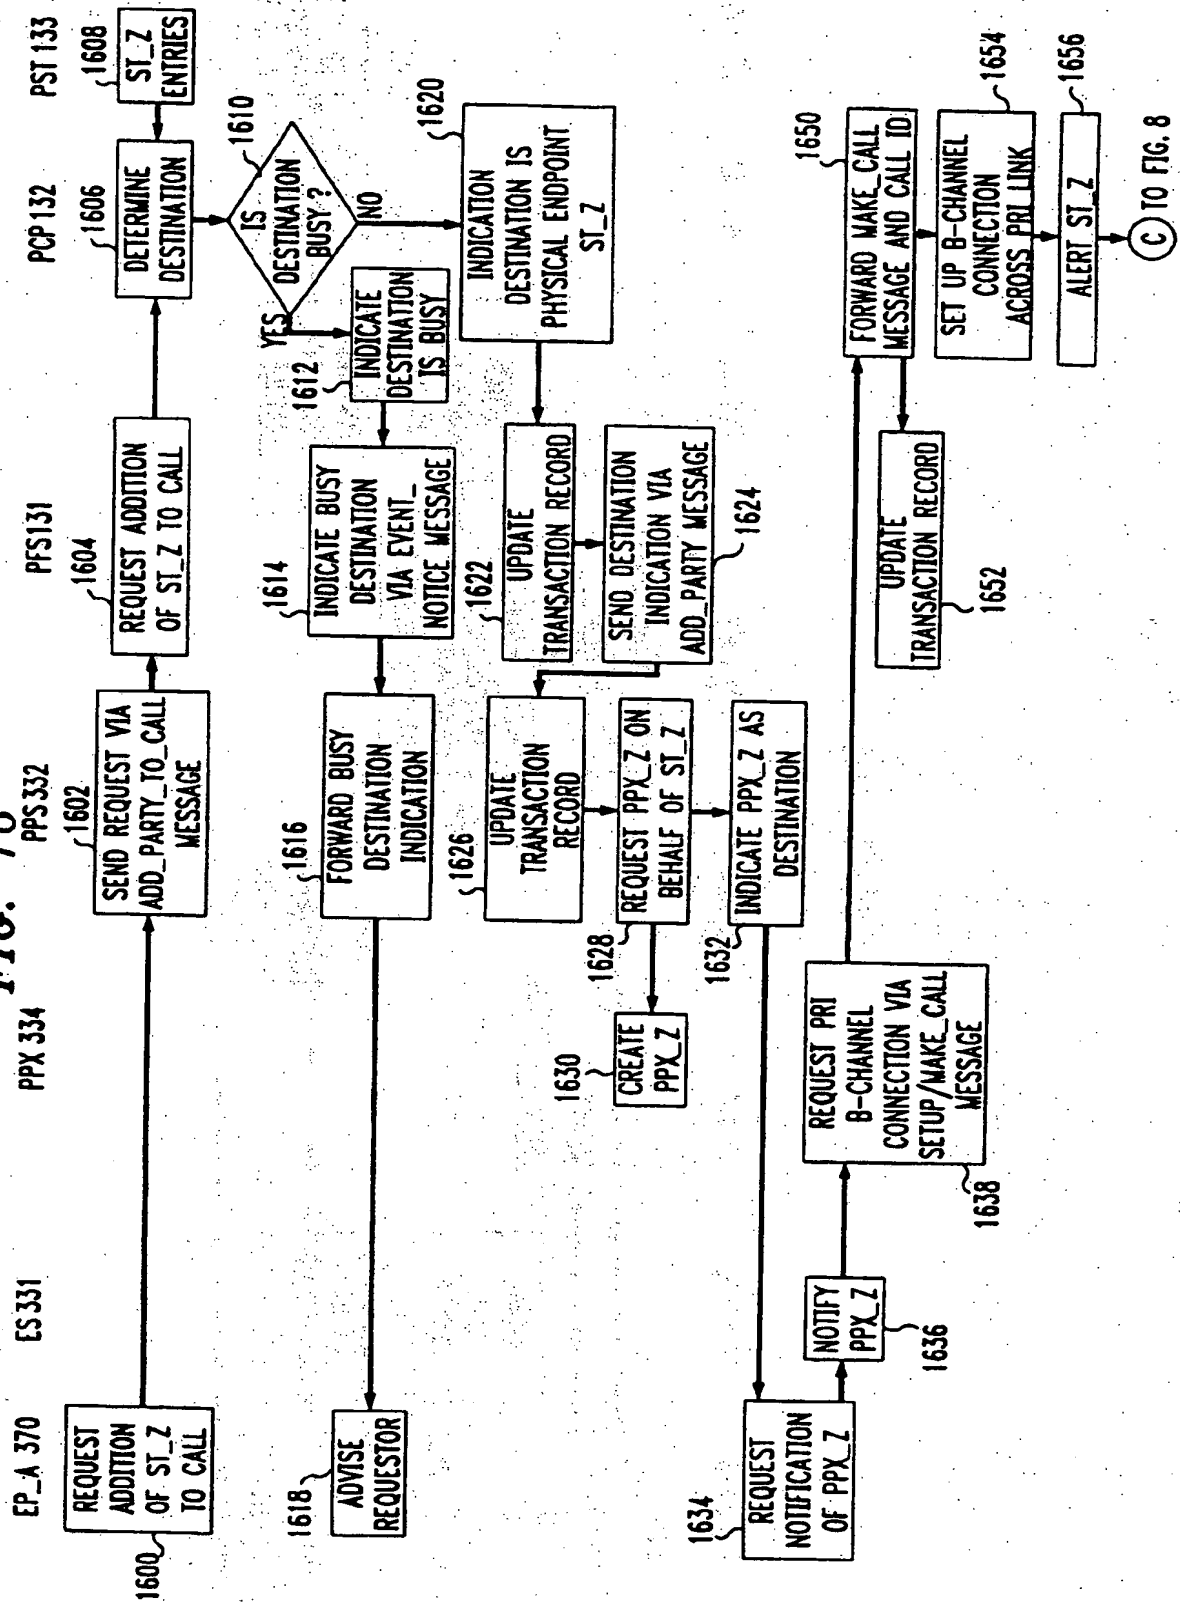 EP_A 370
ES 331
PPX 334
PPS 332
PFS 131
PCP 132
PST 133
1600
REQUEST
ADDITION
OF ST_Z
TO CALL
1602
SEND REQUEST VIA
ADD_PARTY_TO_CALL
MESSAGE
1604
REQUEST ADDITION
OF ST_Z TO CALL
1606
DETERMINE
DESTINATION
1608
ST_Z
ENTRIES
1610
IS
DESTINATION
BUSY?
YES
NO
1612
INDICATE
DESTINATION
IS BUSY
1614
INDICATE BUSY
DESTINATION
VIA EVENT_
NOTICE MESSAGE
1616
FORWARD BUSY
DESTINATION
INDICATION
1618
ADVISE
REQUESTOR
1620
INDICATION
DESTINATION IS
PHYSICAL ENDPOINT
ST_Z
1622
UPDATE
TRANSACTION RECORD
SEND DESTINATION
INDICATION VIA
ADD_PARTY MESSAGE
1624
1626
UPDATE
TRANSACTION
RECORD
1628
REQUEST PPX_Z ON
BEHALF OF ST_Z
1630
CREATE
PPX_Z
1632
INDICATE PPX_Z AS
DESTINATION
1634
REQUEST
NOTIFICATION
OF PPX_Z
NOTIFY
PPX_Z
1636
REQUEST PRI
B-CHANNEL
CONNECTION VIA
SETUP/MAKE_CALL
MESSAGE
1638
1650
FORWARD MAKE_CALL
MESSAGE AND CALL ID
UPDATE
TRANSACTION RECORD
1652
SET UP B-CHANNEL
CONNECTION
ACROSS PRI LINK
1654
ALERT ST_Z
1656
C TO FIG. 8